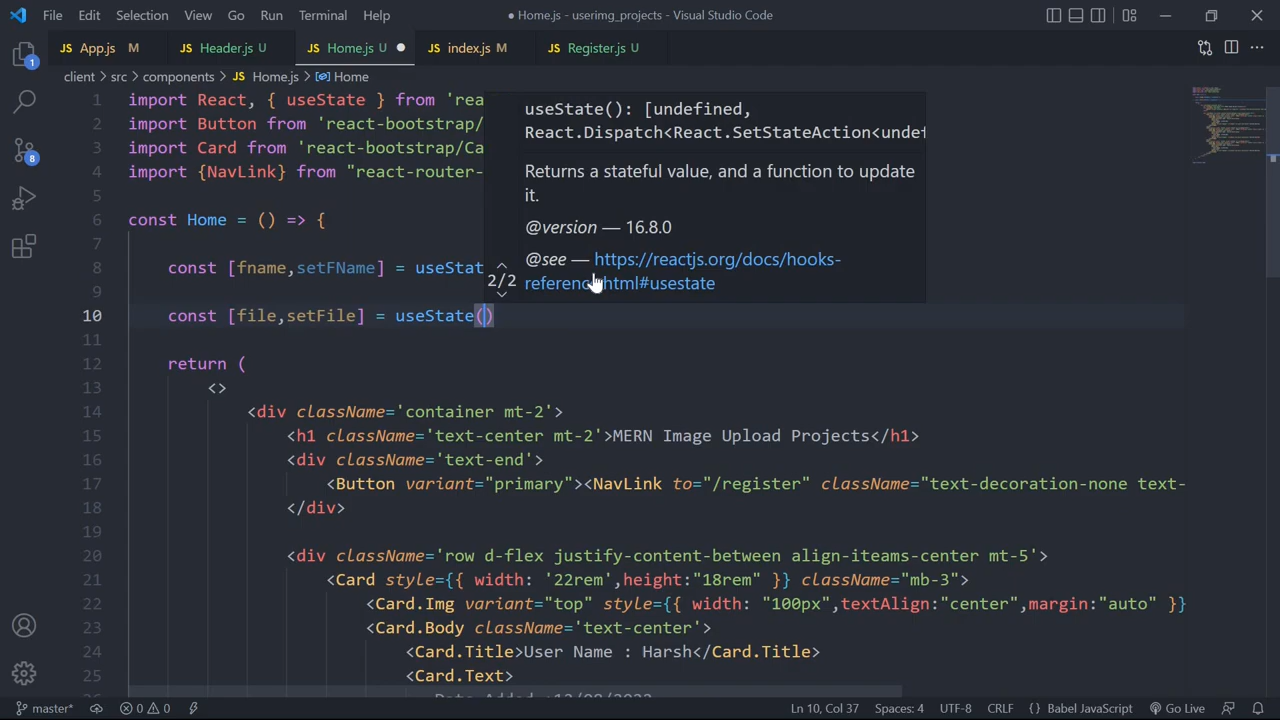 File Edit Selection View Go Run Terminal Help
● Home.js - userimg_projects - Visual Studio Code
JS App.js M
JS Header.js U
JS Home.js U ●
JS index.js M
JS Register.js U
client > src > components > JS Home.js > Home
1 import React, { useState } from 'rea
2 import Button from 'react-bootstrap/
3 import Card from 'react-bootstrap/Ca
4 import {NavLink} from "react-router-
5
6 const Home = () => {
7
8 const [fname,setFName] = useStat
9
10 const [file,setFile] = useState()
11
12 return (
13 <>
14 <div className='container mt-2'>
15 <h1 className='text-center mt-2'>MERN Image Upload Projects</h1>
16 <div className='text-end'>
17 <Button variant="primary"><NavLink to="/register" className="text-decoration-none text-
18 </div>
19
20 <div className='row d-flex justify-content-between align-iteams-center mt-5'>
21 <Card style={{ width: '22rem',height:"18rem" }} className="mb-3">
22 <Card.Img variant="top" style={{ width: "100px",textAlign:"center",margin:"auto" }}
23 <Card.Body className='text-center'>
24 <Card.Title>User Name : Harsh</Card.Title>
25 <Card.Text>
useState(): [undefined,
React.Dispatch<React.SetStateAction<undef
Returns a stateful value, and a function to update
it.
@version — 16.8.0
@see — https://reactjs.org/docs/hooks-
2/2
reference.html#usestate
1
8
master* 0 0 Ln 10, Col 37 Spaces: 4 UTF-8 CRLF {} Babel JavaScript Go Live